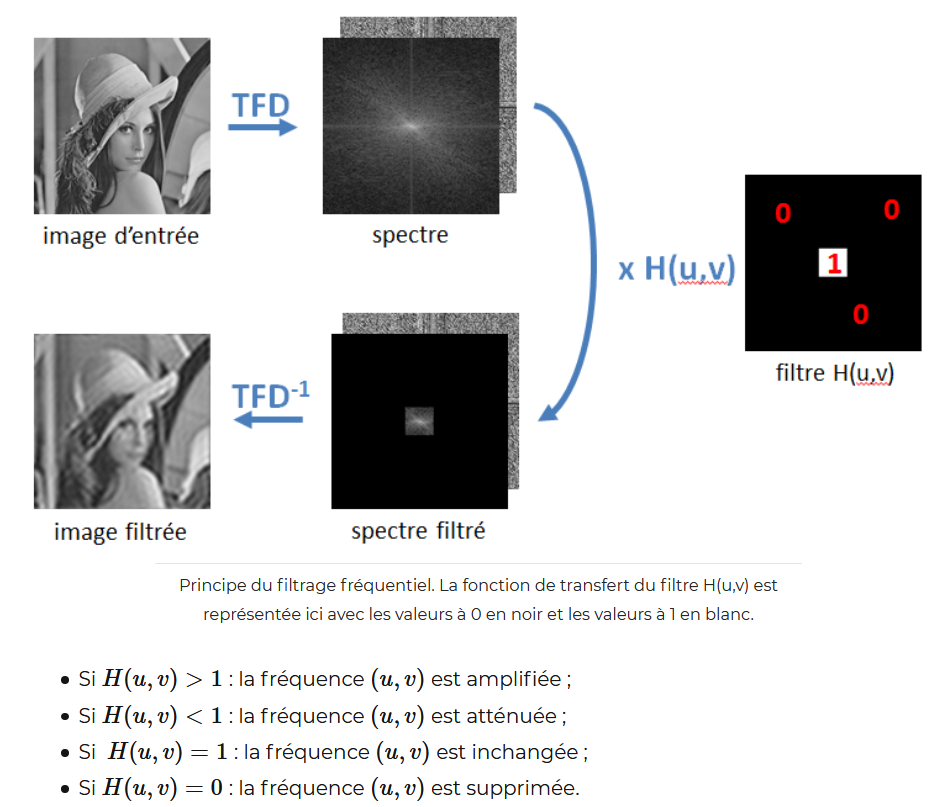 TFD
image d'entrée
spectre
x H(u,v)
0
0
1
0
filtre H(u,v)
TFD-1
image filtrée
spectre filtré
Principe du filtrage fréquentiel. La fonction de transfert du filtre H(u,v) est
représentée ici avec les valeurs à 0 en noir et les valeurs à 1 en blanc.
• Si H(u, v) > 1 : la fréquence (u, v) est amplifiée ;
• Si H(u, v) < 1 : la fréquence (u, v) est atténuée ;
• Si H(u, v) = 1 : la fréquence (u, v) est inchangée ;
• Si H(u, v) = 0 : la fréquence (u, v) est supprimée.